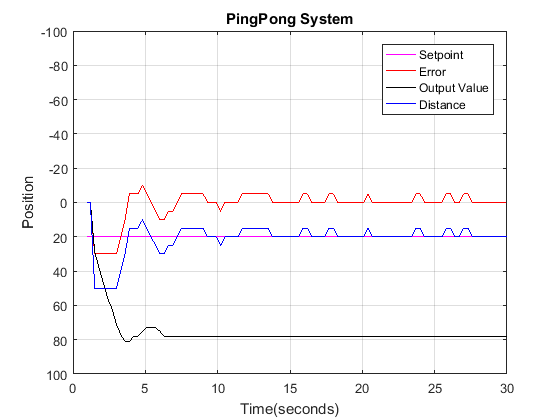 PingPong System
-100
-80
-60
-40
-20
0
20
40
60
80
100
Position
Setpoint
Error
Output Value
Distance
0 5 10 15 20 25 30
Time(seconds)